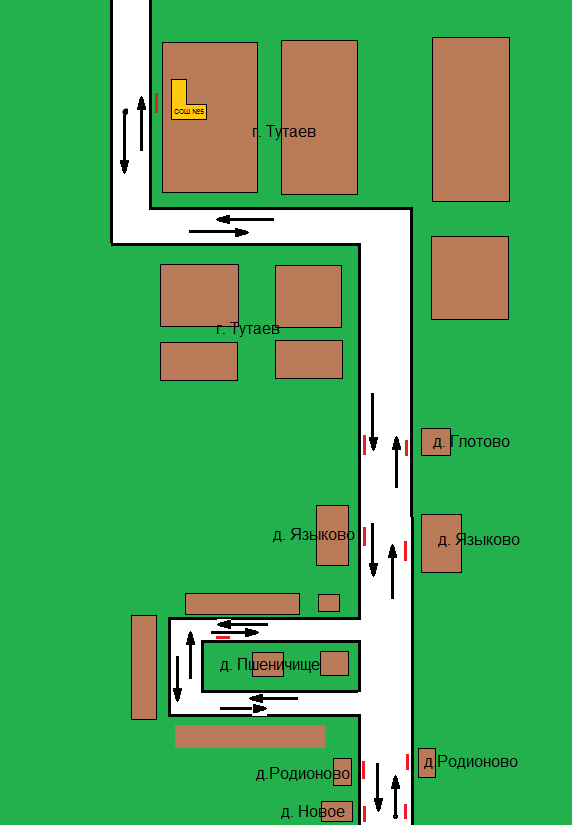 СОШ №5
г. Тутаев
г. Тутаев
д. Глотово
д. Языково
д. Языково
д. Пшеничище
д.Родионово
д.Родионово
д. Новое